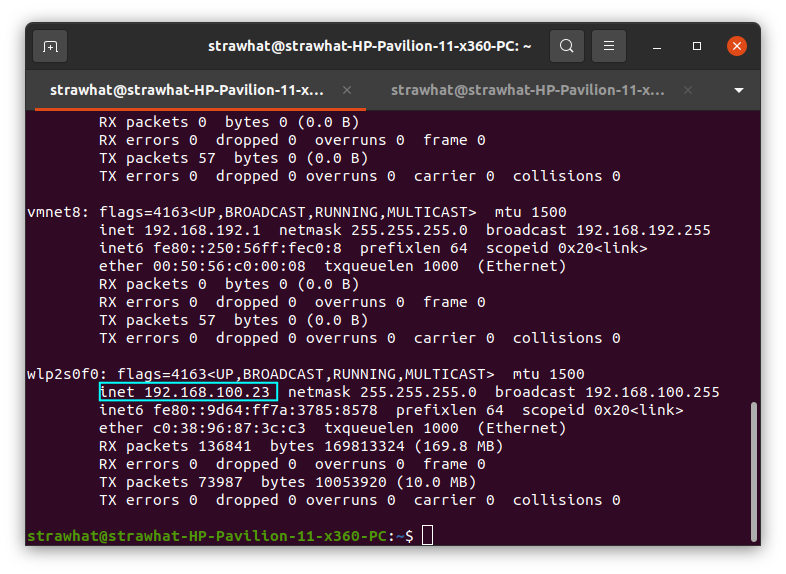 strawhat@strawhat-HP-Pavilion-11-x360-PC: ~
strawhat@strawhat-HP-Pavilion-11-x... strawhat@strawhat-HP-Pavilion-11-x...
RX packets 0  bytes 0 (0.0 B)
RX errors 0  dropped 0  overruns 0  frame 0
TX packets 57  bytes 0 (0.0 B)
TX errors 0  dropped 0 overruns 0  carrier 0  collisions 0
vmnet8: flags=4163<UP,BROADCAST,RUNNING,MULTICAST>  mtu 1500
inet 192.168.192.1  netmask 255.255.255.0  broadcast 192.168.192.255
inet6 fe80::250:56ff:fec0:8  prefixlen 64  scopeid 0x20<link>
ether 00:50:56:c0:00:08  txqueuelen 1000  (Ethernet)
RX packets 0  bytes 0 (0.0 B)
RX errors 0  dropped 0  overruns 0  frame 0
TX packets 57  bytes 0 (0.0 B)
TX errors 0  dropped 0 overruns 0  carrier 0  collisions 0
wlp2s0f0: flags=4163<UP,BROADCAST,RUNNING,MULTICAST>  mtu 1500
inet 192.168.100.23  netmask 255.255.255.0  broadcast 192.168.100.255
inet6 fe80::9d64:ff7a:3785:8578  prefixlen 64  scopeid 0x20<link>
ether c0:38:96:87:3c:c3  txqueuelen 1000  (Ethernet)
RX packets 136841  bytes 169813324 (169.8 MB)
RX errors 0  dropped 0  overruns 0  frame 0
TX packets 73987  bytes 10053920 (10.0 MB)
TX errors 0  dropped 0 overruns 0  carrier 0  collisions 0
strawhat@strawhat-HP-Pavilion-11-x360-PC:~$